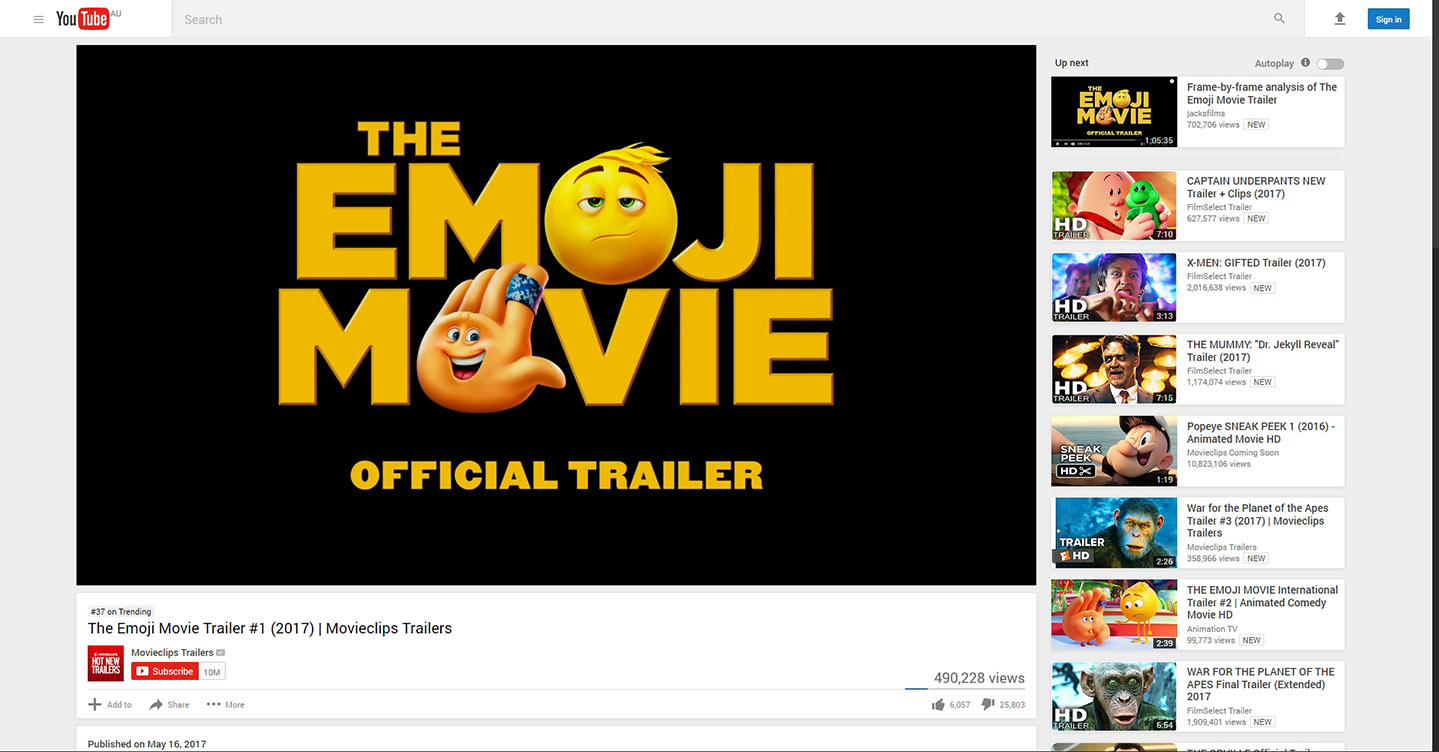 YouTube AU
Search
Sign in
THE
EMOJI
MOVIE
OFFICIAL TRAILER
#37 on Trending
The Emoji Movie Trailer #1 (2017) | Movieclips Trailers
MOVIECLIPS
HOT NEW
TRAILERS
Movieclips Trailers
Subscribe 10M
490,228 views
Add to Share More
6,057 25,803
Published on May 16, 2017
Up next
Autoplay
THE
EMOJI
MOVIE
OFFICIAL TRAILER
1:05:35
Frame-by-frame analysis of The
Emoji Movie Trailer
jacksfilms
702,706 views NEW
HD
TRAILER
7:10
CAPTAIN UNDERPANTS NEW
Trailer + Clips (2017)
FilmSelect Trailer
627,577 views NEW
HD
TRAILER
3:13
X-MEN: GIFTED Trailer (2017)
FilmSelect Trailer
2,016,638 views NEW
HD
TRAILER
7:15
THE MUMMY: "Dr. Jekyll Reveal"
Trailer (2017)
FilmSelect Trailer
1,174,074 views NEW
SNEAK
PEEK
HD
1:19
Popeye SNEAK PEEK 1 (2016) -
Animated Movie HD
Movieclips Coming Soon
10,823,106 views
TRAILER
HD
2:26
War for the Planet of the Apes
Trailer #3 (2017) | Movieclips
Trailers
Movieclips Trailers
358,966 views NEW
2:39
THE EMOJI MOVIE International
Trailer #2 | Animated Comedy
Movie HD
Animation TV
99,773 views NEW
HD
TRAILER
6:54
WAR FOR THE PLANET OF THE
APES Final Trailer (Extended)
2017
FilmSelect Trailer
1,909,401 views NEW